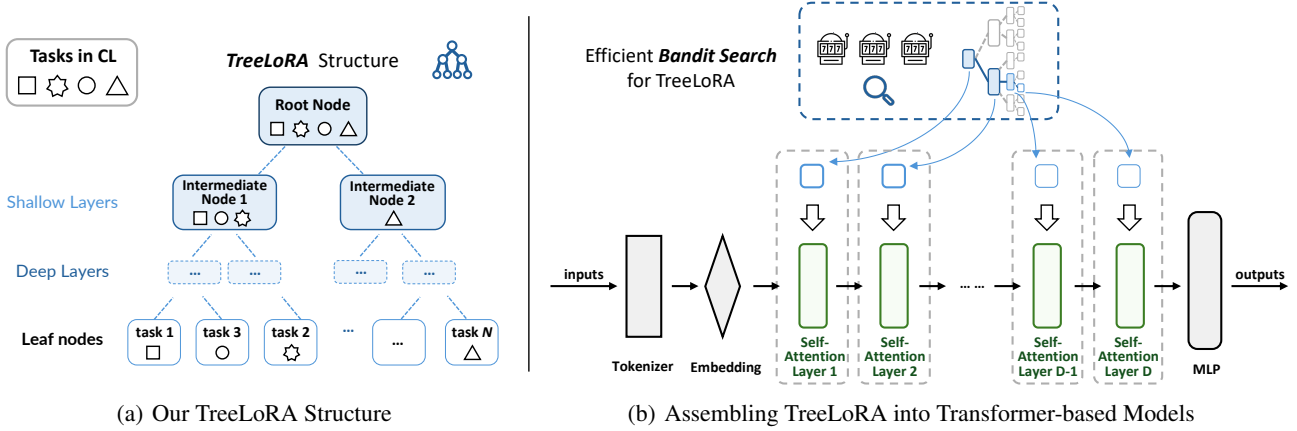 Tasks in CL
TreeLoRA Structure
Root Node
Shallow Layers
Intermediate
Node 1
Intermediate
Node 2
Deep Layers
...
...
...
...
Leaf nodes
task 1
task 3
task 2
...
...
task N
(a) Our TreeLoRA Structure
Efficient Bandit Search
for TreeLoRA
777
777
777
inputs
Tokenizer
Embedding
Self-
Attention
Layer 1
Self-
Attention
Layer 2
... ...
Self-
Attention
Layer D-1
Self-
Attention
Layer D
MLP
outputs
(b) Assembling TreeLoRA into Transformer-based Models